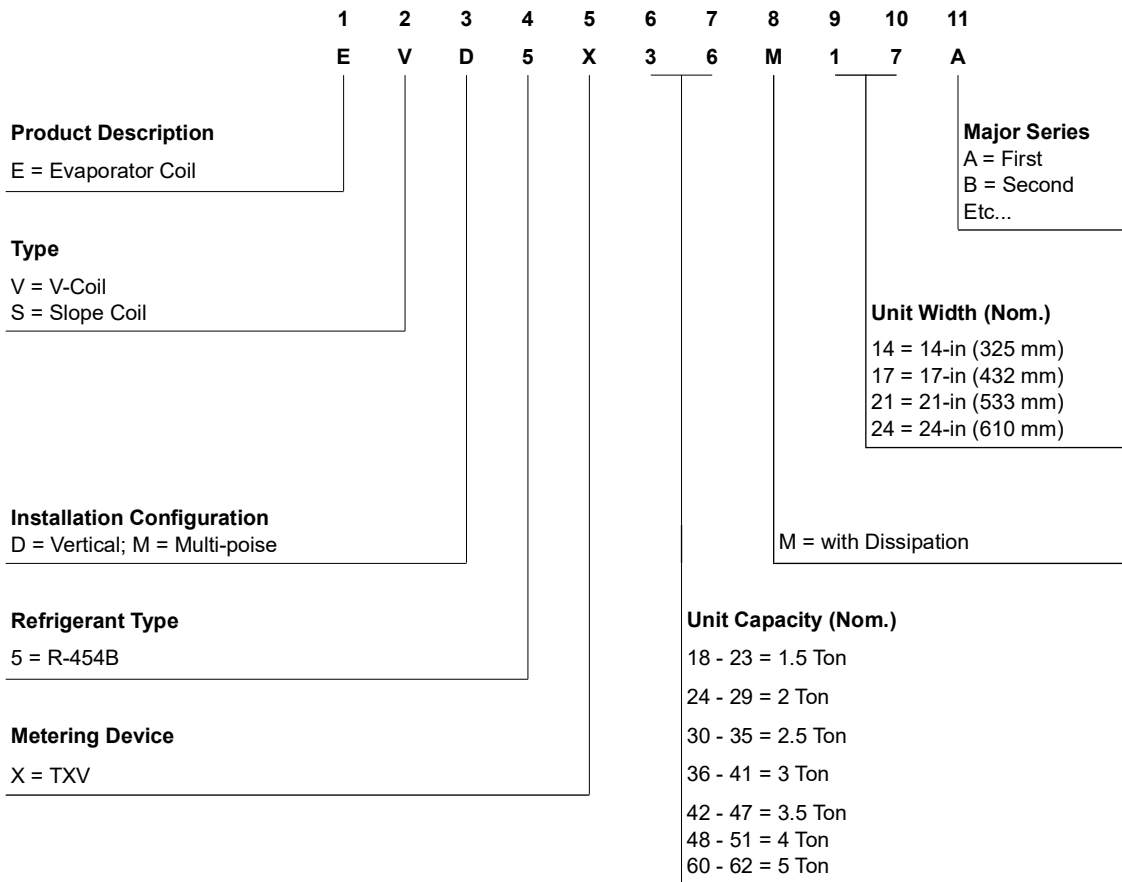 1 2 3 4 5 6 7 8 9 10 11
E V D 5 X 3 6 M 1 7 A
Product Description
E = Evaporator Coil
Type
V = V-Coil
S = Slope Coil
Installation Configuration
D = Vertical; M = Multi-poise
Refrigerant Type
5 = R-454B
Metering Device
X = TXV
Major Series
A = First
B = Second
Etc...
Unit Width (Nom.)
14 = 14-in (325 mm)
17 = 17-in (432 mm)
21 = 21-in (533 mm)
24 = 24-in (610 mm)
M = with Dissipation
Unit Capacity (Nom.)
18 - 23 = 1.5 Ton
24 - 29 = 2 Ton
30 - 35 = 2.5 Ton
36 - 41 = 3 Ton
42 - 47 = 3.5 Ton
48 - 51 = 4 Ton
60 - 62 = 5 Ton